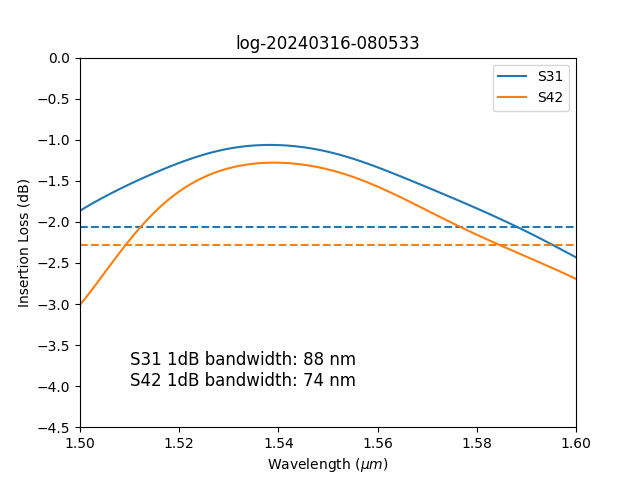 log-20240316-080533
S31
S42
Insertion Loss (dB)
0.0
−0.5
−1.0
−1.5
−2.0
−2.5
−3.0
−3.5
−4.0
−4.5
S31 1dB bandwidth: 88 nm
S42 1dB bandwidth: 74 nm
1.50 1.52 1.54 1.56 1.58 1.60
Wavelength (μm)